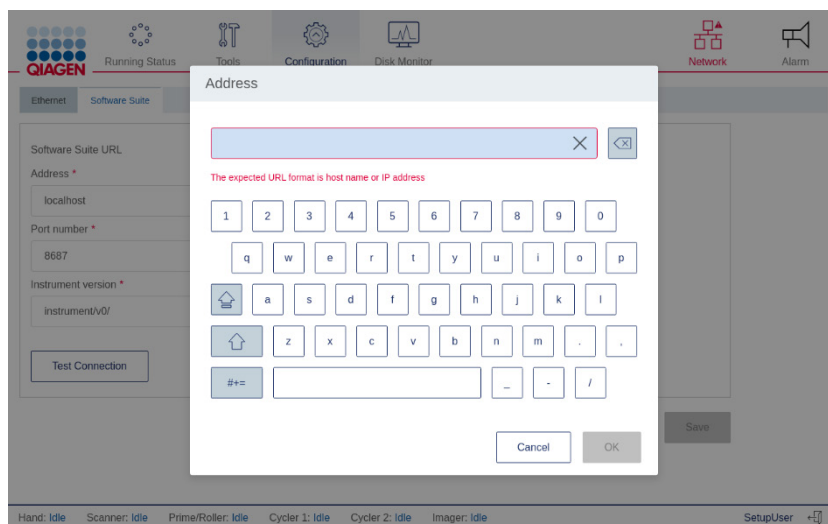 QIAGEN
Running Status
Tools
Configuration
Disk Monitor
Network
Alarm
Ethernet
Software Suite
Address
The expected URL format is host name or IP address
1 2 3 4 5 6 7 8 9 0
q w e r t y u i o p
a s d f g h j k l
z x c v b n m . ,
#+= _ - /
Cancel OK
Software Suite URL
Address *
localhost
Port number *
8687
Instrument version *
instrument/v0/
Test Connection
Save
Hand: Idle Scanner: Idle Prime/Roller: Idle Cycler 1: Idle Cycler 2: Idle Imager: Idle SetupUser